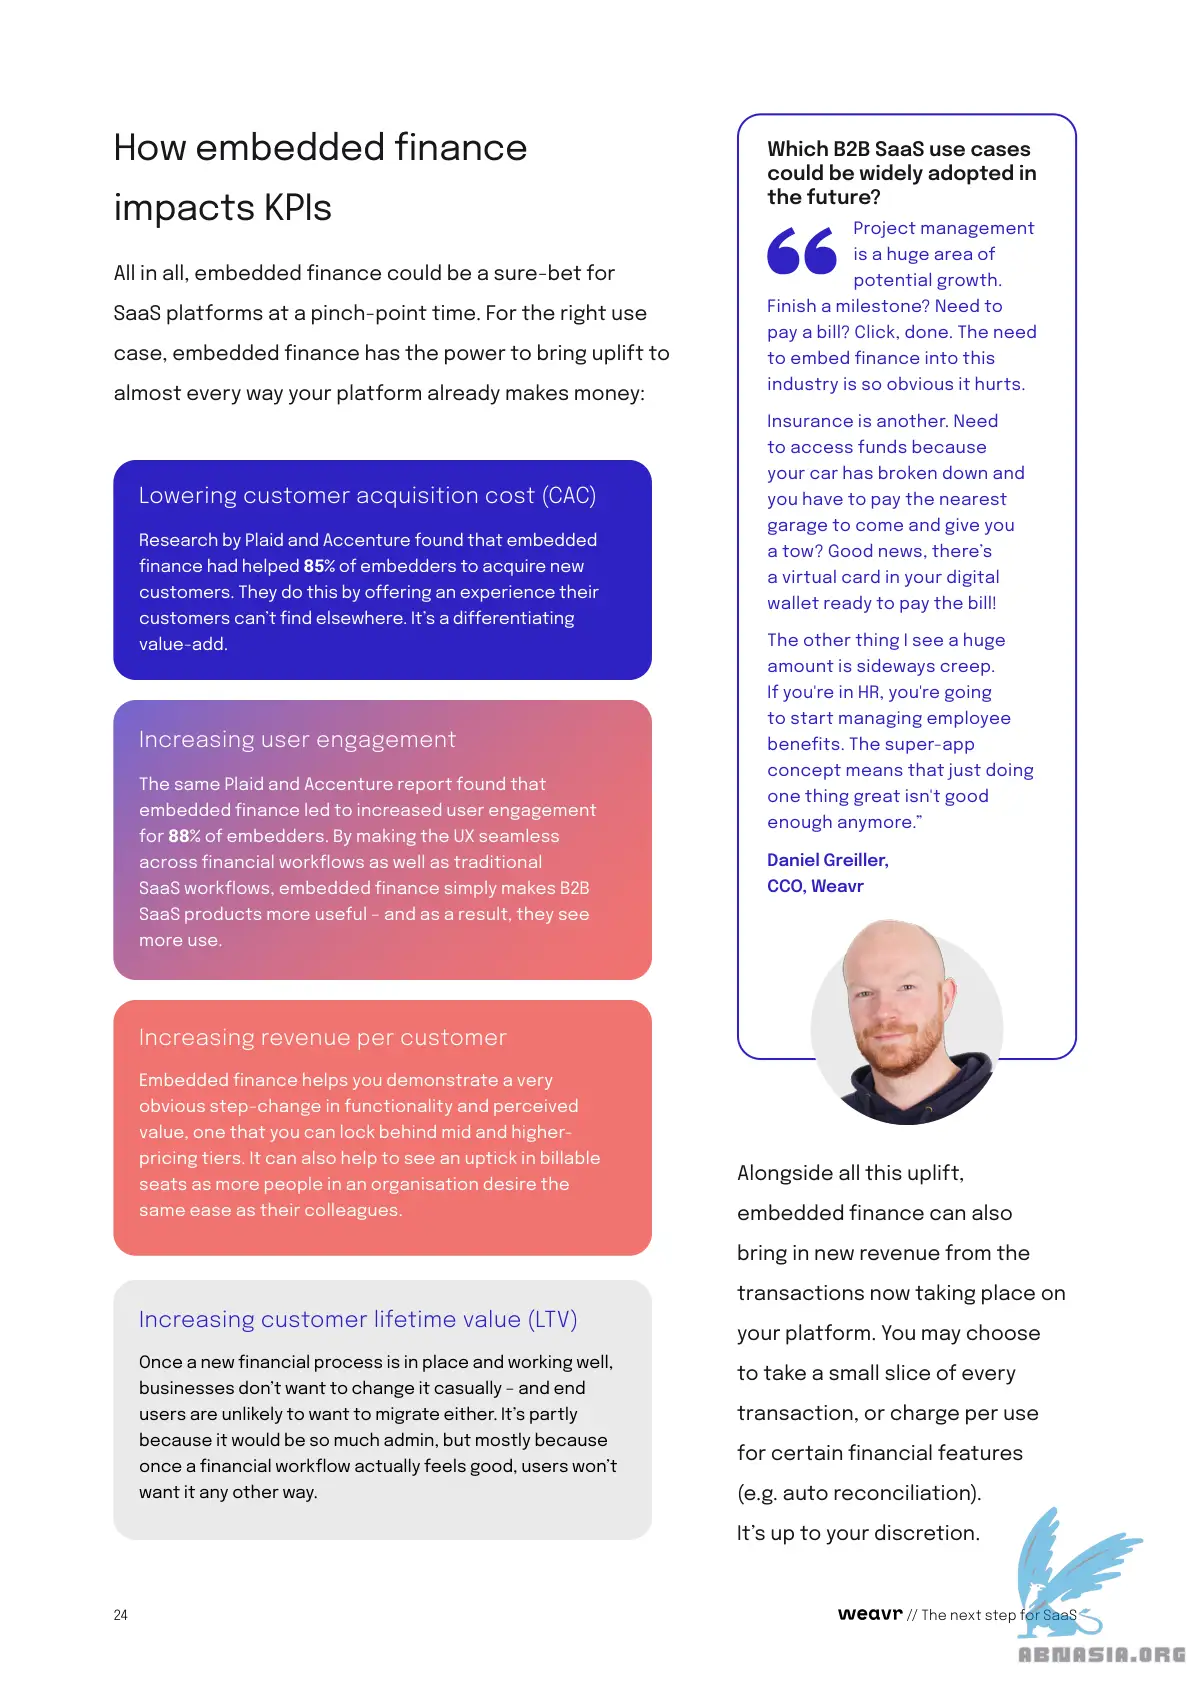 How embedded finance
impacts KPIs
All in all, embedded finance could be a sure-bet for
SaaS platforms at a pinch-point time. For the right use
case, embedded finance has the power to bring uplift to
almost every way your platform already makes money:
Lowering customer acquisition cost (CAC)
Research by Plaid and Accenture found that embedded
finance had helped 85% of embedders to acquire new
customers. They do this by offering an experience their
customers can’t find elsewhere. It’s a differentiating
value-add.
Increasing user engagement
The same Plaid and Accenture report found that
embedded finance led to increased user engagement
for 88% of embedders. By making the UX seamless
across financial workflows as well as traditional
SaaS workflows, embedded finance simply makes B2B
SaaS products more useful – and as a result, they see
more use.
Increasing revenue per customer
Embedded finance helps you demonstrate a very
obvious step-change in functionality and perceived
value, one that you can lock behind mid and higher-
pricing tiers. It can also help to see an uptick in billable
seats as more people in an organisation desire the
same ease as their colleagues.
Increasing customer lifetime value (LTV)
Once a new financial process is in place and working well,
businesses don’t want to change it casually – and end
users are unlikely to want to migrate either. It’s partly
because it would be so much admin, but mostly because
once a financial workflow actually feels good, users won’t
want it any other way.
Which B2B SaaS use cases
could be widely adopted in
the future?
“Project management
is a huge area of
potential growth.
Finish a milestone? Need to
pay a bill? Click, done. The need
to embed finance into this
industry is so obvious it hurts.
Insurance is another. Need
to access funds because
your car has broken down and
you have to pay the nearest
garage to come and give you
a tow? Good news, there’s
a virtual card in your digital
wallet ready to pay the bill!
The other thing I see a huge
amount is sideways creep.
If you're in HR, you're going
to start managing employee
benefits. The super-app
concept means that just doing
one thing great isn't good
enough anymore.”
Daniel Greiller,
CCO, Weavr
Alongside all this uplift,
embedded finance can also
bring in new revenue from the
transactions now taking place on
your platform. You may choose
to take a small slice of every
transaction, or charge per use
for certain financial features
(e.g. auto reconciliation).
It’s up to your discretion.
24
weavr // The next step for SaaS
ABNASIA.ORG